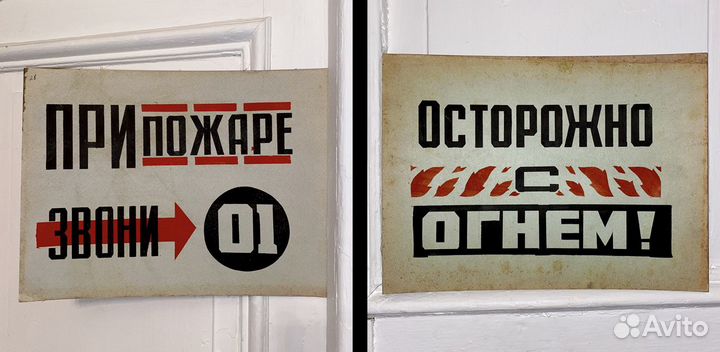 ПРИ ПОЖАРЕ
ЗВОНИ 01
ОСТОРОЖНО
С
ОГНЕМ!
Avito